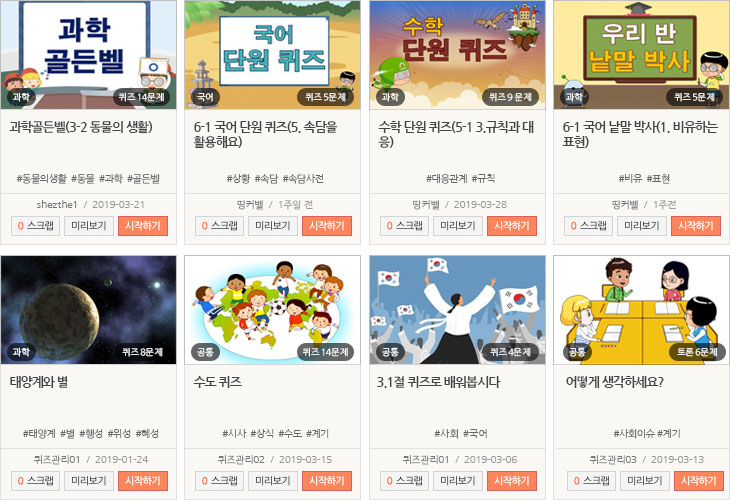 과학
골든벨
과학
퀴즈 14문제
과학골든벨(3-2 동물의 생활)
#동물의생활 #동물 #과학 #골든벨
shezthe1 / 2019-03-21
0 스크랩
미리보기
시작하기
국어
단원 퀴즈
국어
퀴즈 5문제
6-1 국어 단원 퀴즈(5. 속담을
활용해요)
#상황 #속담 #속담사전
띵커벨 / 1주일 전
0 스크랩
미리보기
시작하기
수학
단원 퀴즈
과학
퀴즈 9 문제
수학 단원 퀴즈(5-1 3.규칙과 대
응)
#대응관계 #규칙
띵커벨 / 2019-03-28
0 스크랩
미리보기
시작하기
우리 반
낱말 박사
과학
퀴즈 5문제
6-1 국어 낱말 박사(1. 비유하는
표현)
#비유 #표현
띵커벨 / 1주전
0 스크랩
미리보기
시작하기
과학
퀴즈 8문제
태양계와 별
#태양계 #별 #행성 #위성 #혜성
퀴즈관리01 / 2019-01-24
0 스크랩
미리보기
시작하기
공통
퀴즈 14문제
수도 퀴즈
#시사 #상식 #수도 #계기
퀴즈관리02 / 2019-03-15
0 스크랩
미리보기
시작하기
공통
퀴즈 4문제
3.1절 퀴즈로 배워봅시다
#사회 #국어
퀴즈관리01 / 2019-03-06
0 스크랩
미리보기
시작하기
공통
토론 6문제
어떻게 생각하세요?
#사회이슈 #계기
퀴즈관리03 / 2019-03-13
0 스크랩
미리보기
시작하기